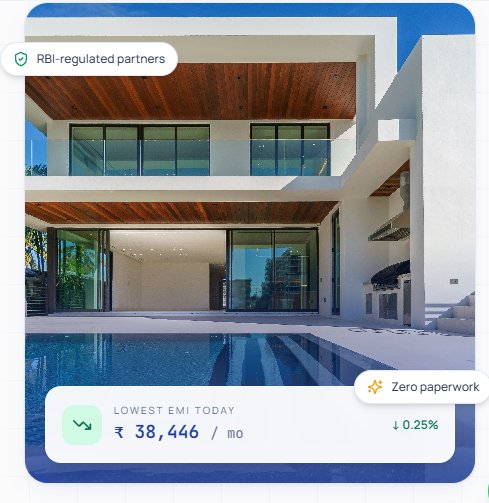 RBI-regulated partners
Zero paperwork
LOWEST EMI TODAY
₹ 38,446 / mo
↓ 0.25%